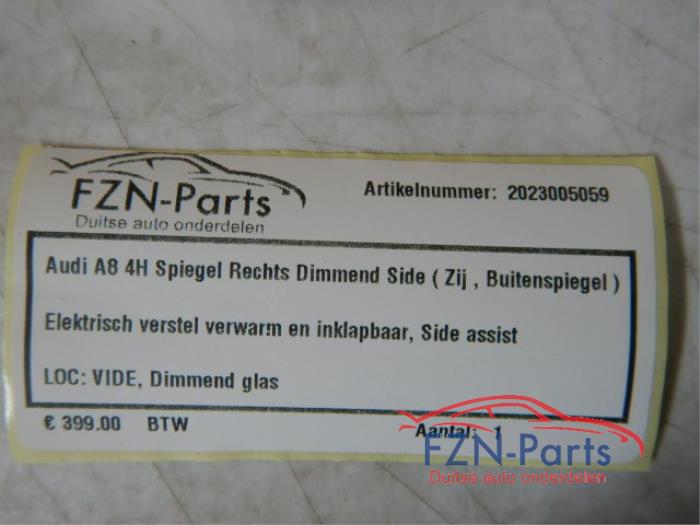 FZN-Parts
Duitse auto onderdelen
Artikelnummer: 2023005059
Audi A8 4H Spiegel Rechts Dimmend Side ( Zij , Buitenspiegel )
Elektrisch verstel verwarm en inklapbaar, Side assist
LOC: VIDE, Dimmend glas
€ 399.00 BTW
Aantal: 1
FZN-Parts
Duitse auto onderdelen